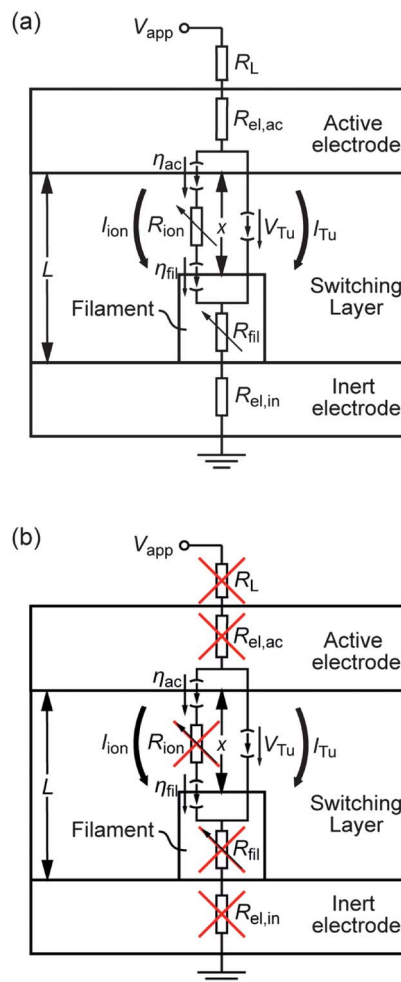 (a)
V_app
R_L
R_el,ac
Active
electrode
η_ac
I_ion
R_ion
x
V_Tu
I_Tu
L
η_fil
Switching
Layer
Filament
R_fil
R_el,in
Inert
electrode
(b)
V_app
R_L
R_el,ac
Active
electrode
η_ac
I_ion
R_ion
x
V_Tu
I_Tu
L
η_fil
Switching
Layer
Filament
R_fil
R_el,in
Inert
electrode